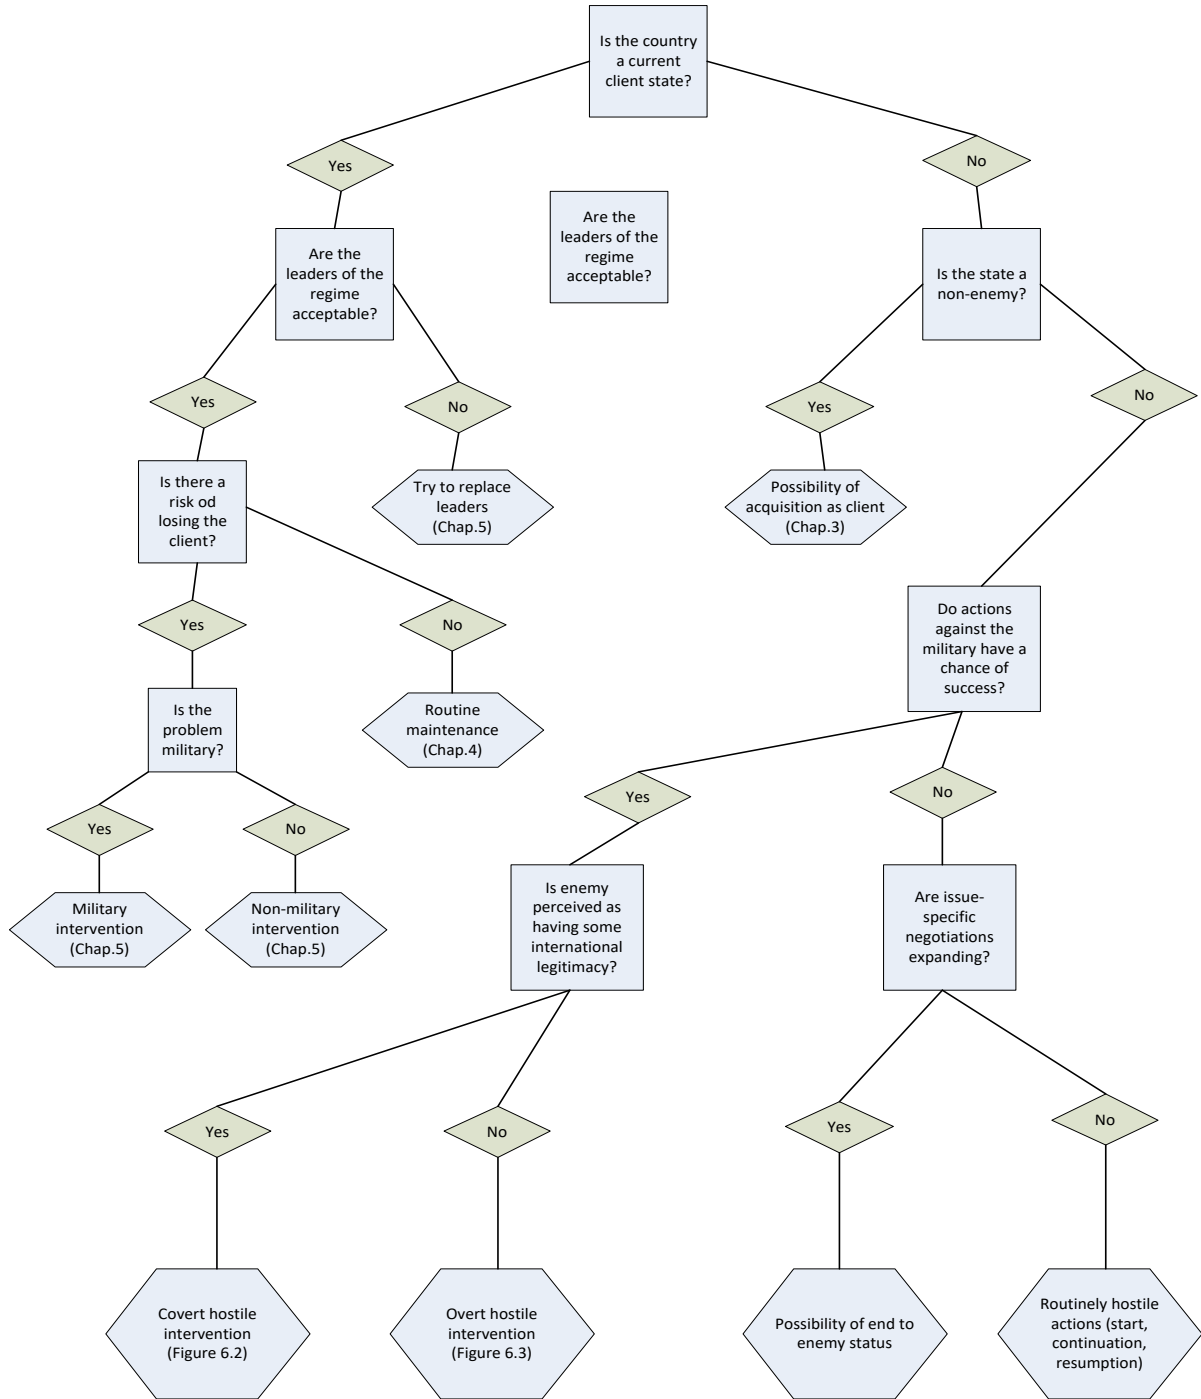 Is the country
a current
client state?
Yes
No
Are the
leaders of the
regime
acceptable?
Are the
leaders of the
regime
acceptable?
Is the state a
non-enemy?
Yes
No
Yes
No
Is there a
risk od
losing the
client?
Try to replace
leaders
(Chap.5)
Possibility of
acquisition as client
(Chap.3)
Yes
No
Do actions
against the
military have a
chance of
success?
Is the
problem
military?
Routine
maintenance
(Chap.4)
Yes
No
Yes
No
Military
intervention
(Chap.5)
Non-military
intervention
(Chap.5)
Is enemy
perceived as
having some
international
legitimacy?
Are issue-
specific
negotiations
expanding?
Yes
No
Yes
No
Covert hostile
intervention
(Figure 6.2)
Overt hostile
intervention
(Figure 6.3)
Possibility of end to
enemy status
Routinely hostile
actions (start,
continuation,
resumption)